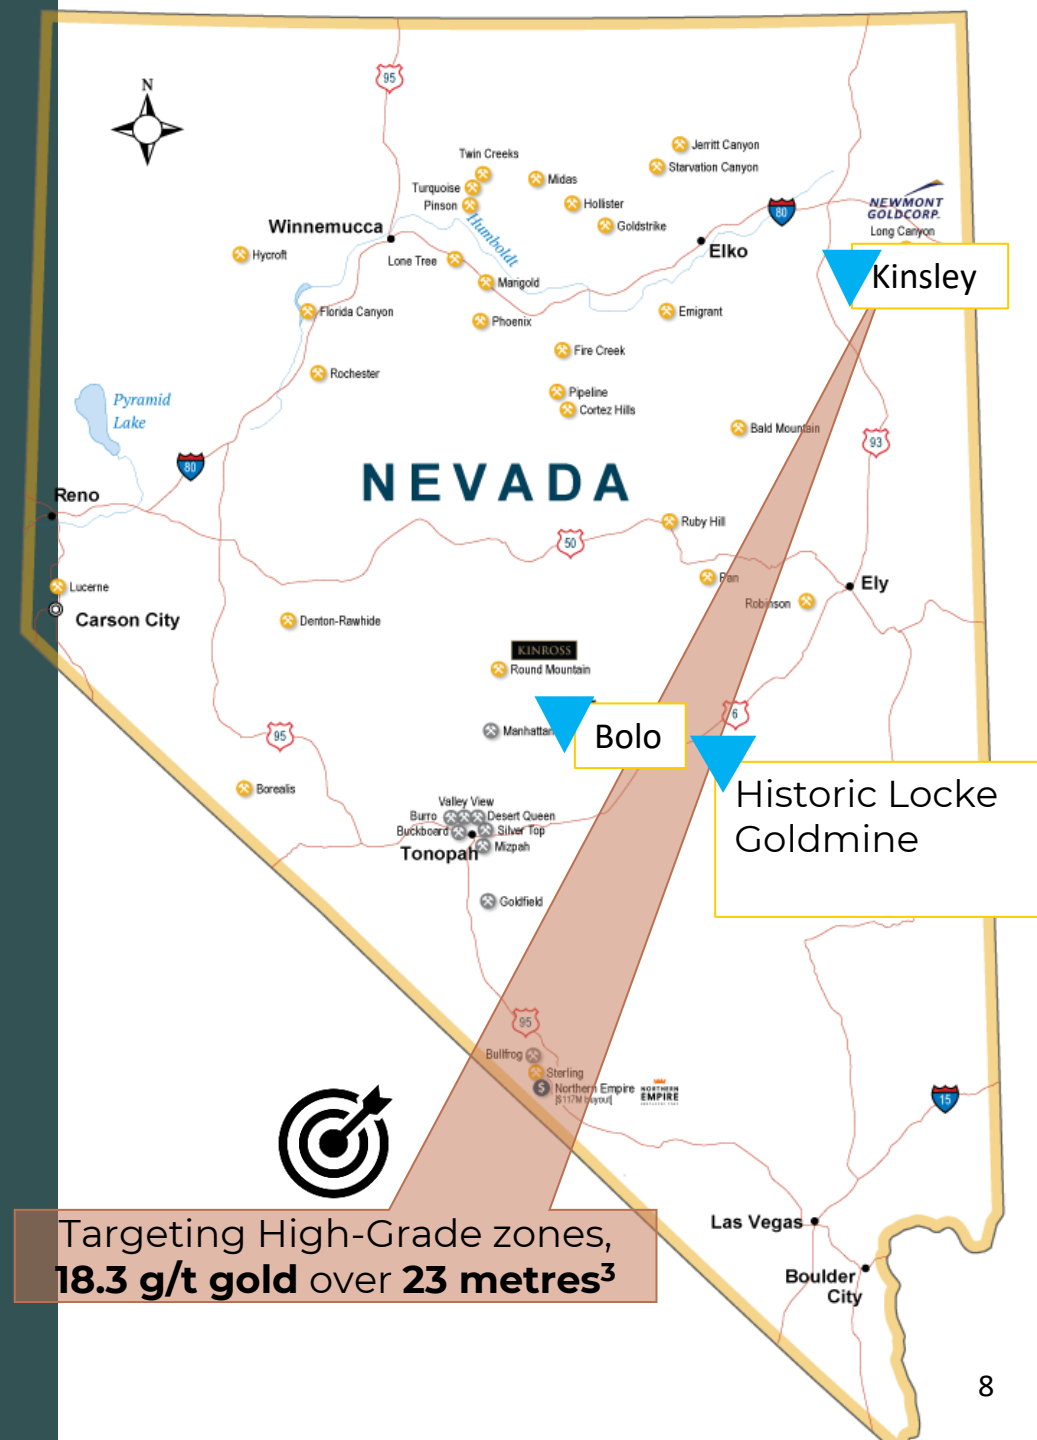 N
95
Jerritt Canyon
Twin Creeks
Starvation Canyon
Midas
Turquoise
80
NEWMONT
GOLDCORP.
Pinson
Hollister
Winnemucca
Humboldt
Goldstrike
Long Canyon
Elko
Hycroft
Lone Tree
Kinsley
Marigold
Florida Canyon
Emigrant
Phoenix
Fire Creek
Rochester
Pipeline
Pyramid
Lake
Cortez Hills
Bald Mountain
93
80
NEVADA
Reno
Ruby Hill
50
Pan
Ely
Lucerne
Robinson
Carson City
Denton-Rawhide
KINROSS
Round Mountain
6
95
Manhattan
Bolo
Borealis
Historic Locke
Goldmine
Valley View
Burro
Desert Queen
Buckboard
Silver Top
Tonopah
Mizpah
Goldfield
95
Bullfrog
Sterling
Northern Empire
[$117M buyout]
NORTHERN
EMPIRE
15
Targeting High-Grade zones,
18.3 g/t gold over 23 metres3
Las Vegas
Boulder
City
8